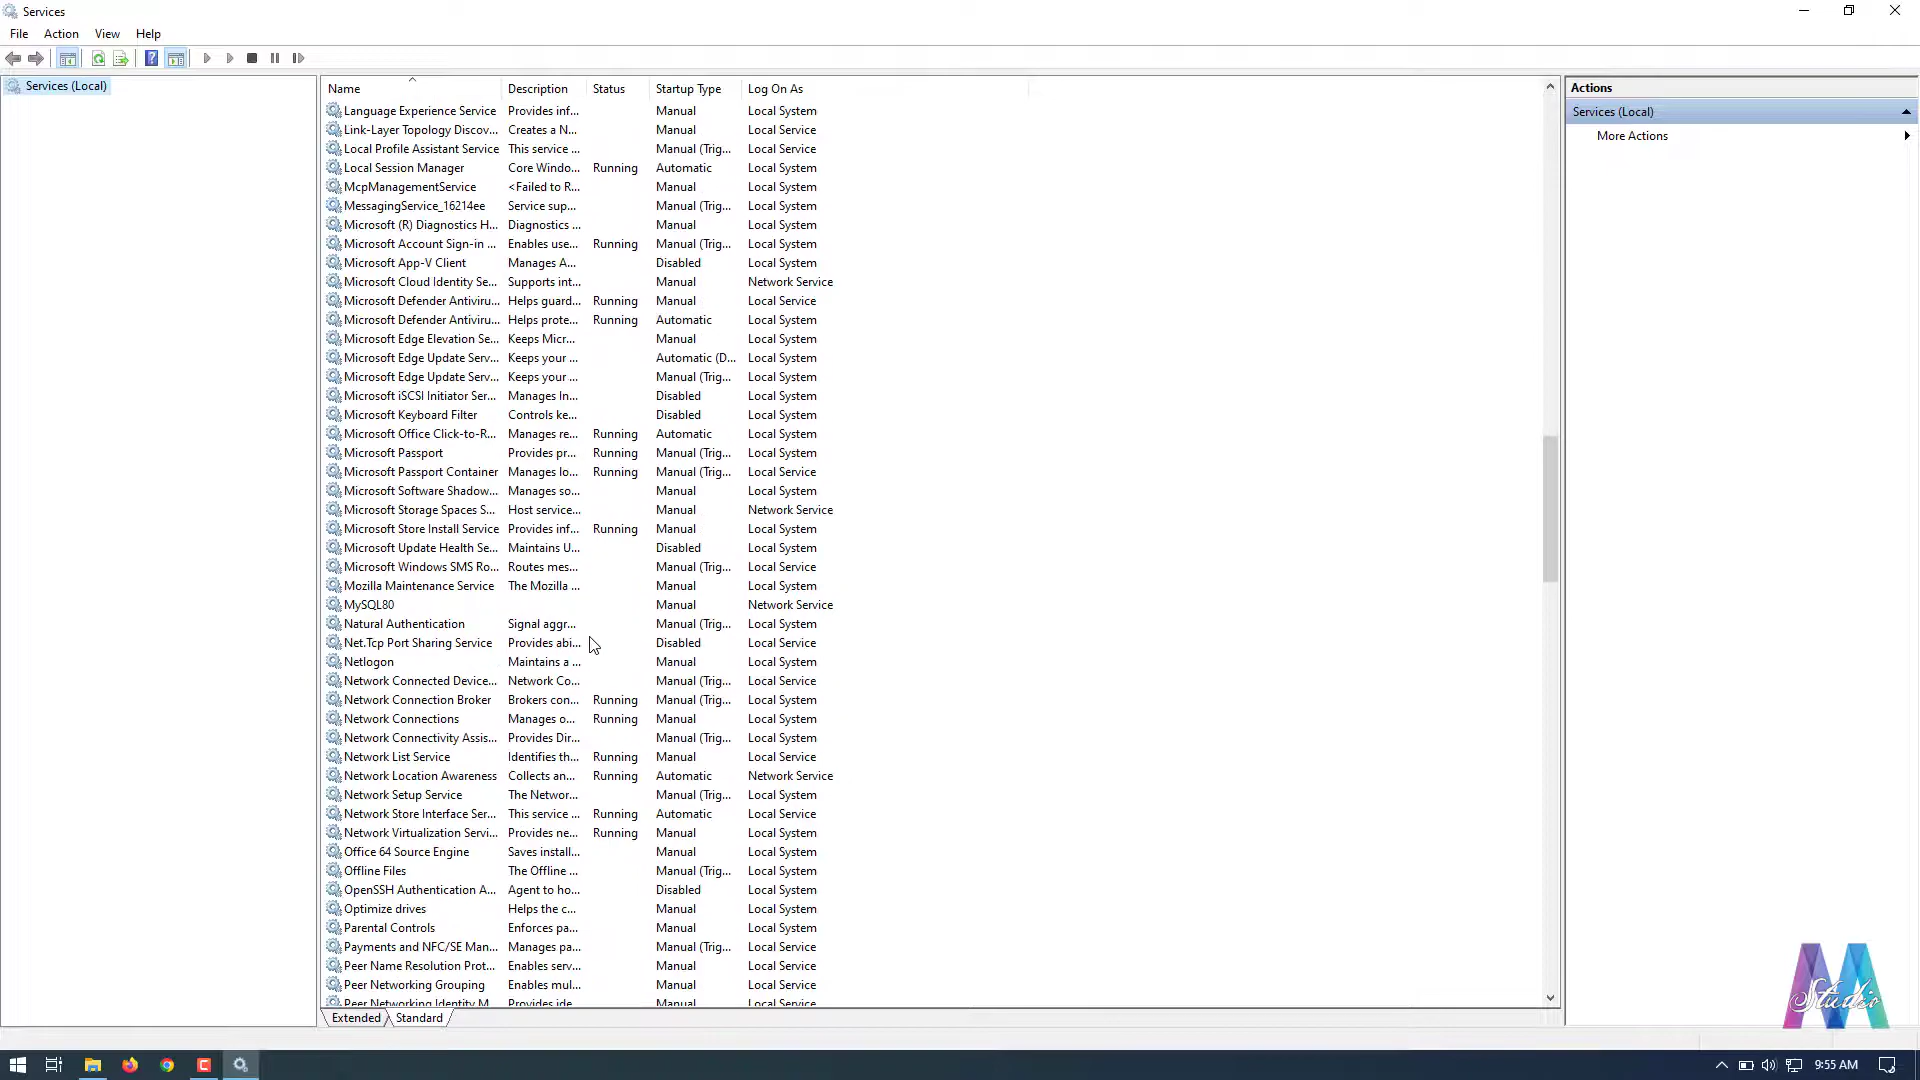 Services
File Action View Help
Services (Local)
Name Description Status Startup Type Log On As
Language Experience Service Provides inf... Manual Local System
Link-Layer Topology Discov... Creates a N... Manual Local Service
Local Profile Assistant Service This service ... Manual (Trig... Local Service
Local Session Manager Core Windo... Running Automatic Local System
McpManagementService <Failed to R... Manual Local System
MessagingService_16214ee Service sup... Manual (Trig... Local System
Microsoft (R) Diagnostics H... Diagnostics ... Manual Local System
Microsoft Account Sign-in ... Enables use... Running Manual (Trig... Local System
Microsoft App-V Client Manages A... Disabled Local System
Microsoft Cloud Identity Se... Supports int... Manual Network Service
Microsoft Defender Antiviru... Helps guard... Running Manual Local Service
Microsoft Defender Antiviru... Helps prote... Running Automatic Local System
Microsoft Edge Elevation Se... Keeps Micr... Manual Local System
Microsoft Edge Update Serv... Keeps your ... Automatic (D... Local System
Microsoft Edge Update Serv... Keeps your ... Manual (Trig... Local System
Microsoft iSCSI Initiator Ser... Manages In... Disabled Local System
Microsoft Keyboard Filter Controls ke... Disabled Local System
Microsoft Office Click-to-R... Manages re... Running Automatic Local System
Microsoft Passport Provides pr... Running Manual (Trig... Local System
Microsoft Passport Container Manages lo... Running Manual (Trig... Local Service
Microsoft Software Shadow... Manages so... Manual Local System
Microsoft Storage Spaces S... Host service... Manual Network Service
Microsoft Store Install Service Provides inf... Running Manual Local System
Microsoft Update Health Se... Maintains U... Disabled Local System
Microsoft Windows SMS Ro... Routes mes... Manual (Trig... Local Service
Mozilla Maintenance Service The Mozilla ... Manual Local System
MySQL80 Manual Network Service
Natural Authentication Signal aggr... Manual (Trig... Local System
Net.Tcp Port Sharing Service Provides abi... Disabled Local Service
Netlogon Maintains a ... Manual Local System
Network Connected Device... Network Co... Manual (Trig... Local Service
Network Connection Broker Brokers con... Running Manual (Trig... Local System
Network Connections Manages o... Running Manual Local System
Network Connectivity Assis... Provides Dir... Manual (Trig... Local System
Network List Service Identifies th... Running Manual Local Service
Network Location Awareness Collects an... Running Automatic Network Service
Network Setup Service The Networ... Manual (Trig... Local System
Network Store Interface Ser... This service ... Running Automatic Local Service
Network Virtualization Servi... Provides ne... Running Manual Local System
Office 64 Source Engine Saves install... Manual Local System
Offline Files The Offline ... Manual (Trig... Local System
OpenSSH Authentication A... Agent to ho... Disabled Local System
Optimize drives Helps the c... Manual Local System
Parental Controls Enforces pa... Manual Local System
Payments and NFC/SE Man... Manages pa... Manual (Trig... Local Service
Peer Name Resolution Prot... Enables serv... Manual Local Service
Peer Networking Grouping Enables mul... Manual Local Service
Peer Networking Identity M... Provides ide... Manual Local Service
Extended Standard
Actions
Services (Local)
More Actions
M
Studio
9:55 AM